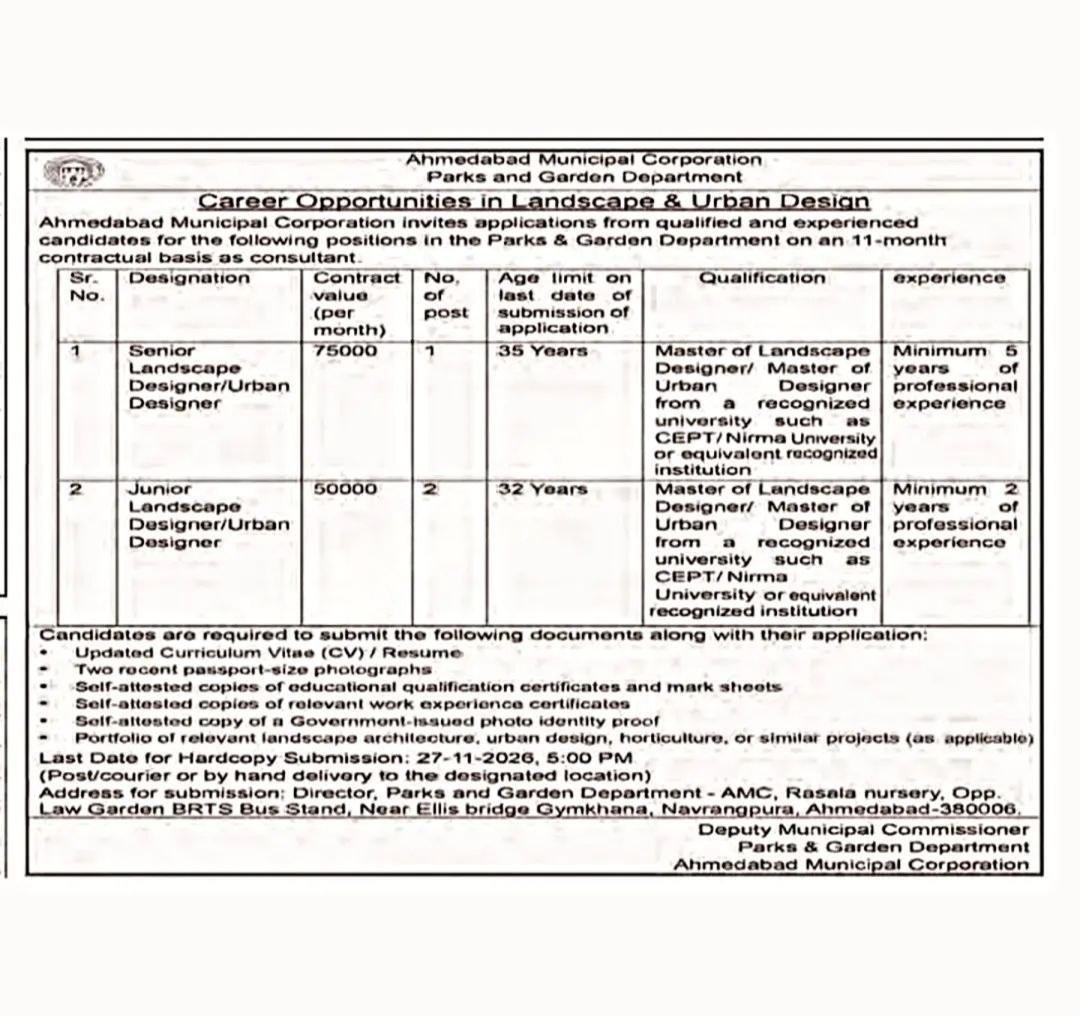 Ahmedabad Municipal Corporation
Parks and Garden Department
Career Opportunities in Landscape & Urban Design
Ahmedabad Municipal Corporation invites applications from qualified and experienced
candidates for the following positions in the Parks & Garden Department on an 11-month
contractual basis as consultant.
Sr. No. | Designation | Contract value (per month) | No. of post | Age limit on last date of submission of application | Qualification | experience
1 | Senior Landscape Designer/Urban Designer | 75000 | 1 | 35 Years | Master of Landscape Designer/ Master of Urban Designer from a recognized university such as CEPT/Nirma University or equivalent recognized institution | Minimum 5 years of professional experience
2 | Junior Landscape Designer/Urban Designer | 50000 | 2 | 32 Years | Master of Landscape Designer/ Master of Urban Designer from a recognized university such as CEPT/Nirma University or equivalent recognized institution | Minimum 2 years of professional experience
Candidates are required to submit the following documents along with their application:
• Updated Curriculum Vitae (CV) / Resume
• Two recent passport-size photographs
• Self-attested copies of educational qualification certificates and mark sheets
• Self-attested copies of relevant work experience certificates
• Self-attested copy of a Government-issued photo identity proof
• Portfolio of relevant landscape architecture, urban design, horticulture, or similar projects (as applicable)
Last Date for Hardcopy Submission: 27-11-2026, 5:00 PM
(Post/courier or by hand delivery to the designated location)
Address for submission: Director, Parks and Garden Department - AMC, Rasala nursery, Opp.
Law Garden BRTS Bus Stand, Near Ellis bridge Gymkhana, Navrangpura, Ahmedabad-380006.
Deputy Municipal Commissioner
Parks & Garden Department
Ahmedabad Municipal Corporation